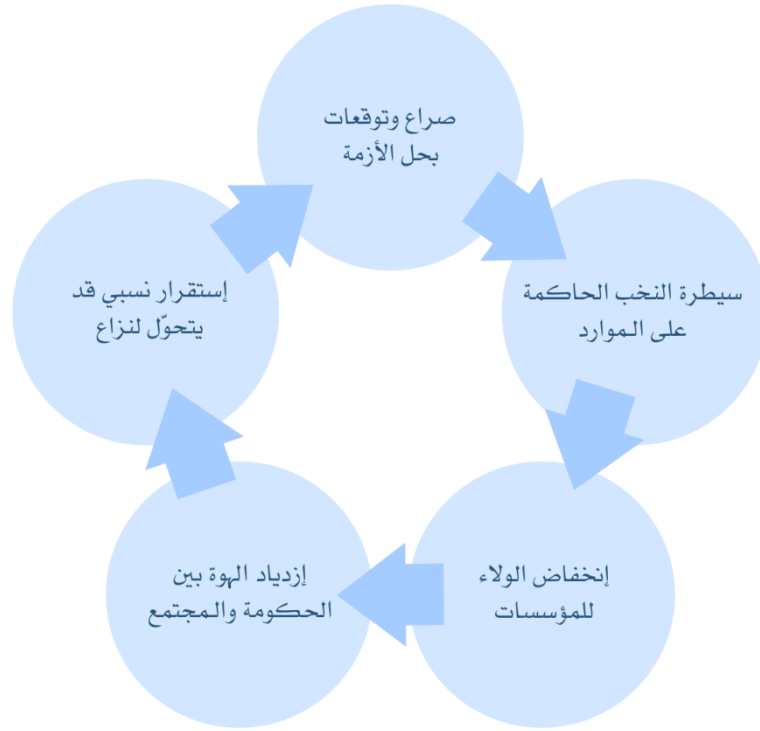 صراع وتوقعات
بحل الأزمة
سيطرة النخب الحاكمة
على الموارد
إنخفاض الولاء
للمؤسسات
إزدياد الهوة بين
الحكومة والمجتمع
إستقرار نسبي قد
يتحوّل لنزاع